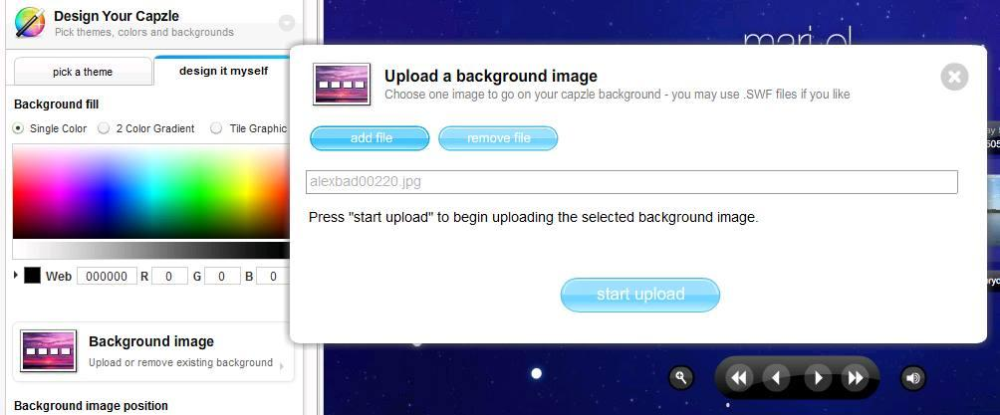 Design Your Capzle
Pick themes, colors and backgrounds
pick a theme
design it myself
Background fill
Single Color
2 Color Gradient
Tile Graphic
Web 000000 R 0 G 0 B 0
Background image
Upload or remove existing background
Background image position
Upload a background image
Choose one image to go on your capzle background - you may use .SWF files if you like
add file
remove file
alexbad00220.jpg
Press "start upload" to begin uploading the selected background image.
start upload